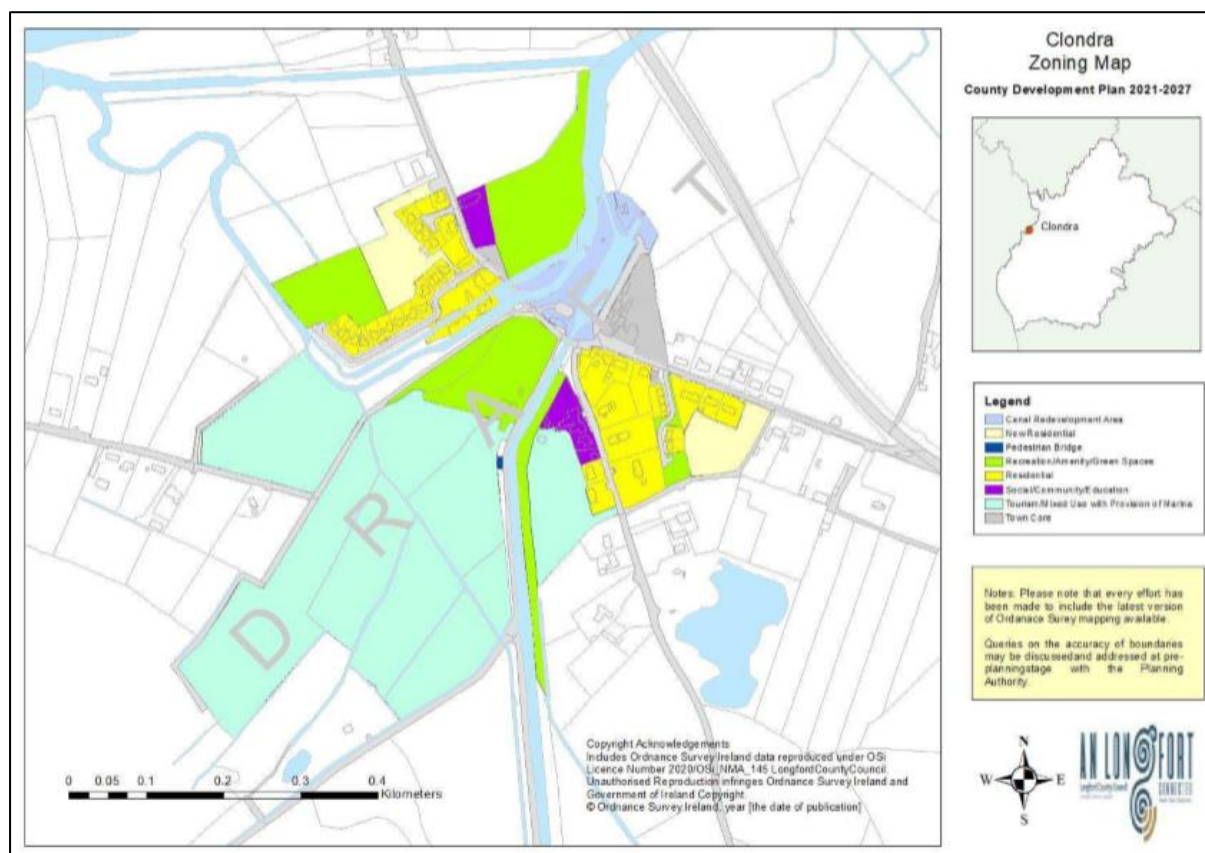 Clondra
Zoning Map
County Development Plan 2021-2027
Clondra
Legend
Canal Redevelopment Area
New Residential
Pedestrian Bridge
Recreation/Amenity/Green Spaces
Residential
Social/Community/Education
Tourism/Mixed Use with Provision of Marina
Town Core
Notes: Please note that every effort has
been made to include the latest version
of Ordanace Surey mapping available.
Queries on the accuracy of boundaries
may be discussedand addressed at pre-
planningstage with the Planning
Authority.
DRAFT
Copyright Acknowledgements
Includes Ordnance Survey Ireland data reproduced under OSi
Licence Number 2020/OSi_NMA_145 LongfordCountyCouncil.
Unauthorised Reproduction infringes Ordnance Survey Ireland and
Government of Ireland Copyright.
© Ordnance Survey Ireland, year [the date of publication]
0 0.05 0.1 0.2 0.3 0.4
Kilometers
N
W E
S
AN LONGFORT
CONNECTED